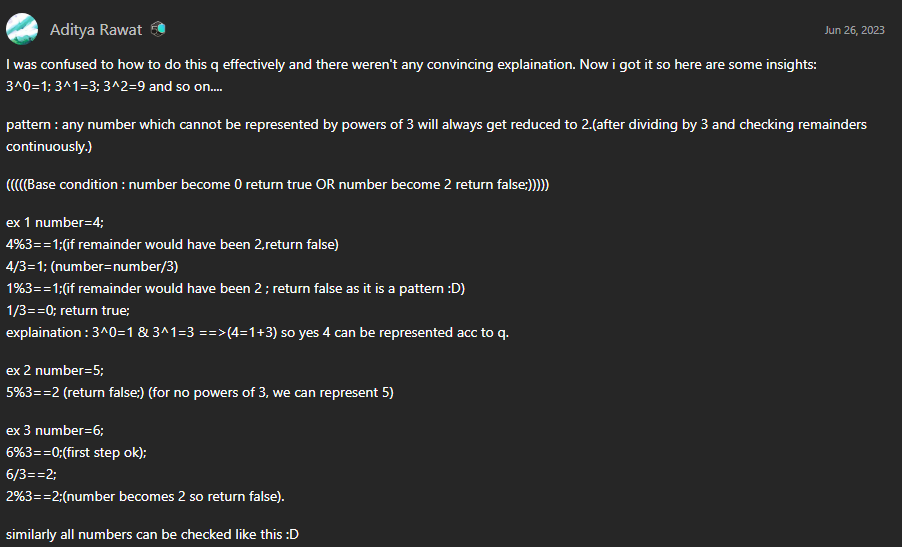 Aditya Rawat
Jun 26, 2023
I was confused to how to do this q effectively and there weren't any convincing explaination. Now i got it so here are some insights:
3^0=1; 3^1=3; 3^2=9 and so on....
pattern : any number which cannot be represented by powers of 3 will always get reduced to 2.(after dividing by 3 and checking remainders
continuously.)
(((((Base condition : number become 0 return true OR number become 2 return false;)))))
ex 1 number=4;
4%3==1;(if remainder would have been 2,return false)
4/3=1; (number=number/3)
1%3==1;(if remainder would have been 2 ; return false as it is a pattern :D)
1/3==0; return true;
explaination : 3^0=1 & 3^1=3 ==>(4=1+3) so yes 4 can be represented acc to q.
ex 2 number=5;
5%3==2 (return false;) (for no powers of 3, we can represent 5)
ex 3 number=6;
6%3==0;(first step ok);
6/3==2;
2%3==2;(number becomes 2 so return false).
similarly all numbers can be checked like this :D